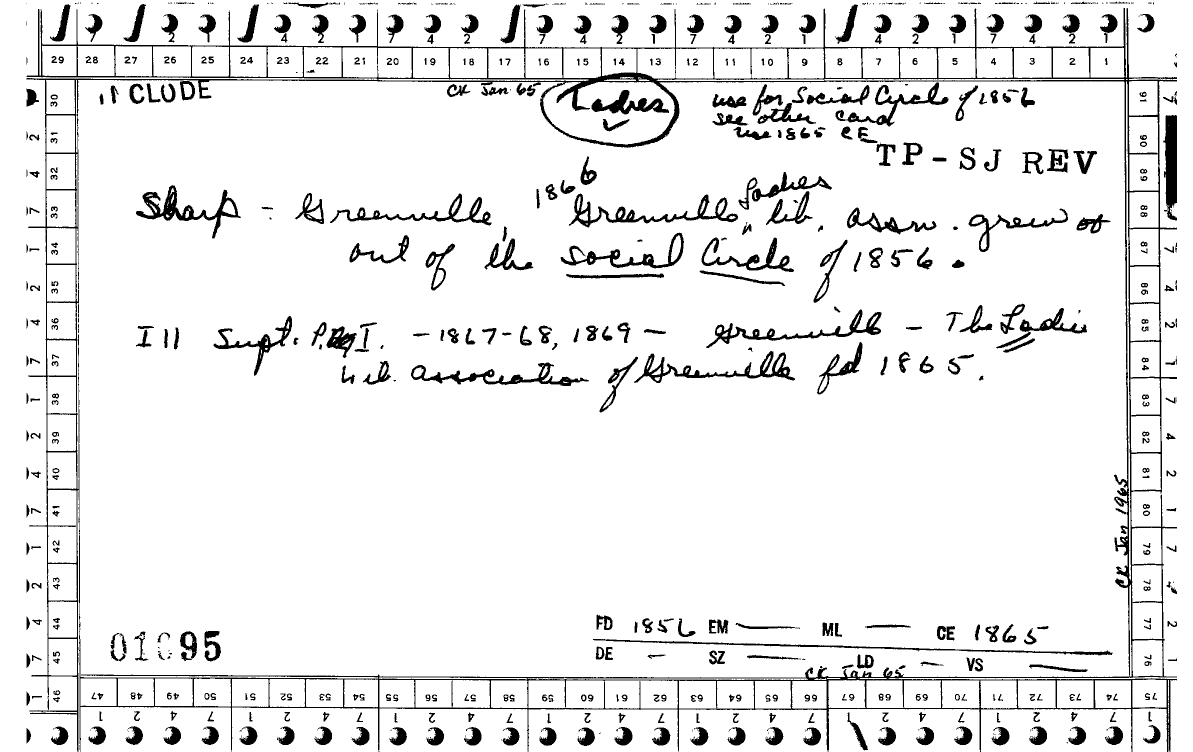 7 2 1 4 2 1 7 4 2 1 7 4 2 1 7 4 2 1 7 4 2 1 7 4 2 1
29 28 27 26 25 24 23 22 21 20 19 18 17 16 15 14 13 12 11 10 9 8 7 6 5 4 3 2 1
CLUDE
CK Jan 65
Ladies
use for Social Circle of 1856
see other card
use 1865 CE
TP-SJ REV
Sharp - Greenville, 1866 Greenville Ladies lib. assn. grew
out of the social Circle of 1856.
Ill Supt. P. I. - 1867-68, 1869 - Greenville - The Ladies
Lib. Association of Greenville fd 1865.
30 31 32 33 34 35 36 37 38 39 40 41 42 43 44 45 46
91 90 89 88 87 86 85 84 83 82 81 80 79 78 77 76
CK Jan 1965
01695
FD 1856 EM — ML — CE 1865
DE — SZ — LD — VS —
CK Jan 65
47 48 49 50 51 52 53 54 55 56 57 58 59 60 61 62 63 64 65 66 67 68 69 70 71 72 73 74 75
1 2 4 7 1 2 4 7 1 2 4 7 1 2 4 7 1 2 4 7 1 2 4 7 1 2 4 7 1